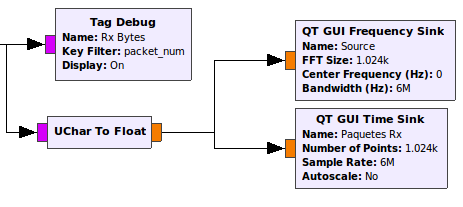 Tag Debug
Name: Rx Bytes
Key Filter: packet_num
Display: On
UChar To Float
QT GUI Frequency Sink
Name: Source
FFT Size: 1.024k
Center Frequency (Hz): 0
Bandwidth (Hz): 6M
QT GUI Time Sink
Name: Paquetes Rx
Number of Points: 1.024k
Sample Rate: 6M
Autoscale: No